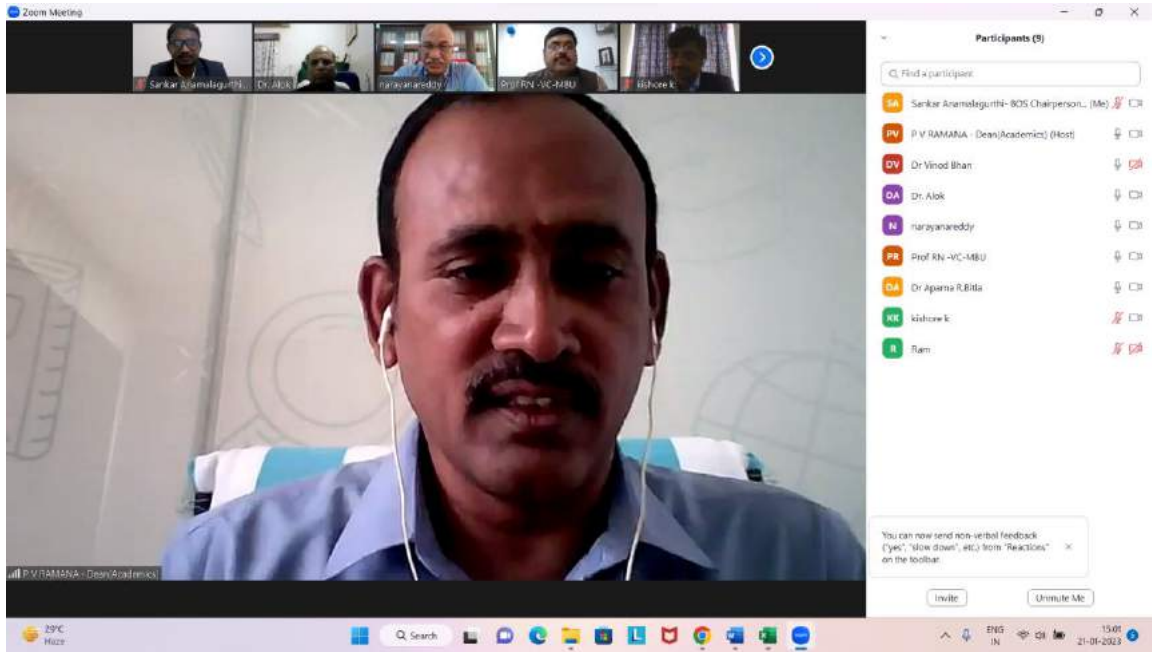 Zoom Meeting
Sankar Anamalagurthi...
Dr. Alok
narayanareddy
Prof RN -VC-MBU
kishore k
P V RAMANA - Dean(Academics)
Participants (9)
Find a participant
SA Sankar Anamalagurthi- BOS Chairperson... (Me)
PV P V RAMANA - Dean(Academics) (Host)
DV Dr Vinod Bhan
DA Dr. Alok
N narayanareddy
PR Prof RN -VC-MBU
DA Dr Aparna R.Bitla
KK kishore k
R Ram
You can now send non-verbal feedback
("yes", "slow down", etc.) from "Reactions"
on the toolbar.
Invite
Unmute Me
29°C
Haze
Search
ENG
IN
15:01
21-01-2023